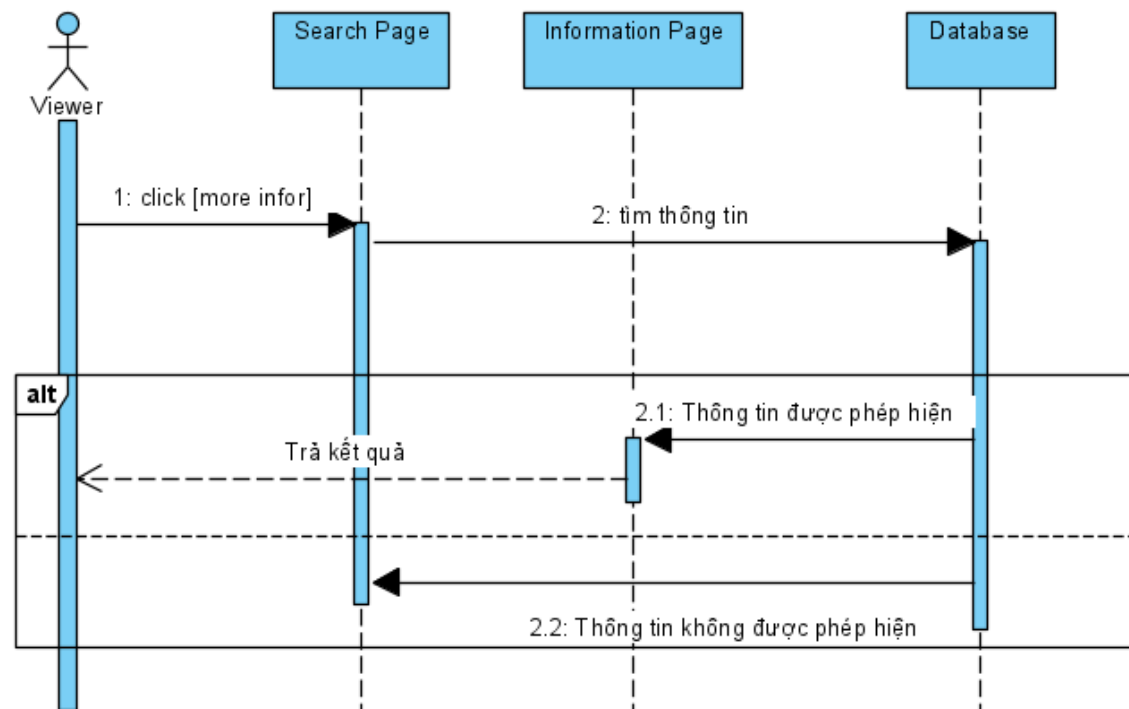 Search Page
Information Page
Database
Viewer
1: click [more infor]
2: tìm thông tin
alt
2.1: Thông tin được phép hiện
Trả kết quả
2.2: Thông tin không được phép hiện